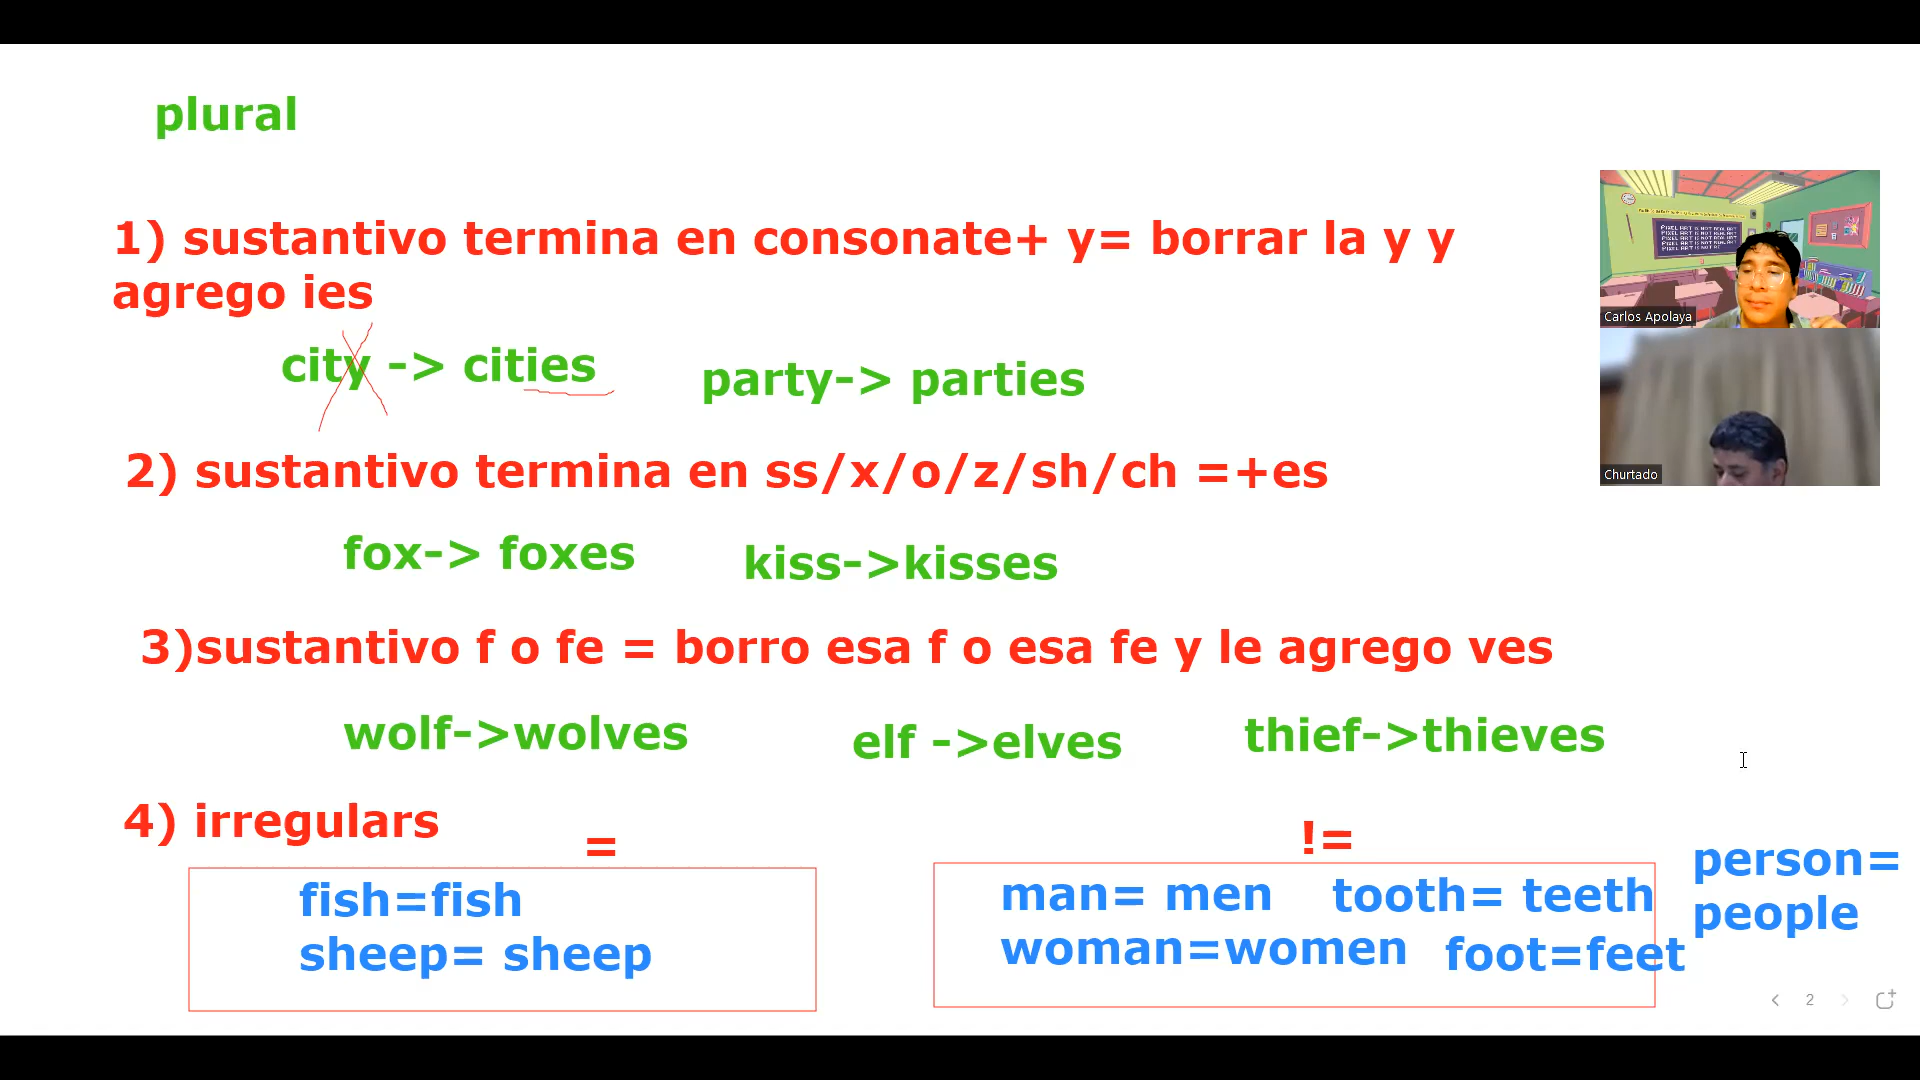 plural
1) sustantivo termina en consonate+ y= borrar la y y
agrego ies
city -> cities
party-> parties
2) sustantivo termina en ss/x/o/z/sh/ch =+es
fox-> foxes
kiss->kisses
3)sustantivo f o fe = borro esa f o esa fe y le agrego ves
wolf->wolves
elf ->elves
thief->thieves
4) irregulars
=
fish=fish
sheep= sheep
!=
man= men
tooth= teeth
woman=women
foot=feet
person=
people
Carlos Apolaya
Churtado
2